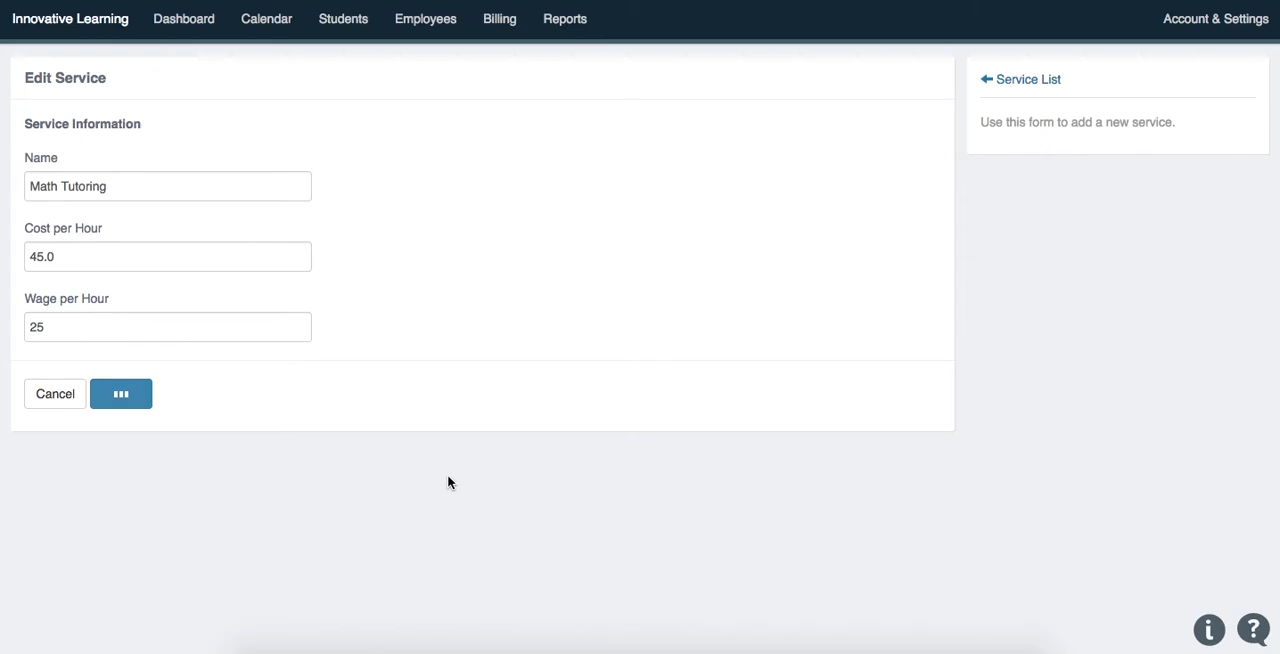 Innovative Learning Dashboard Calendar Students Employees Billing Reports Account & Settings
Edit Service
Service Information
Name
Math Tutoring
Cost per Hour
45.0
Wage per Hour
25
Cancel
Service List
Use this form to add a new service.